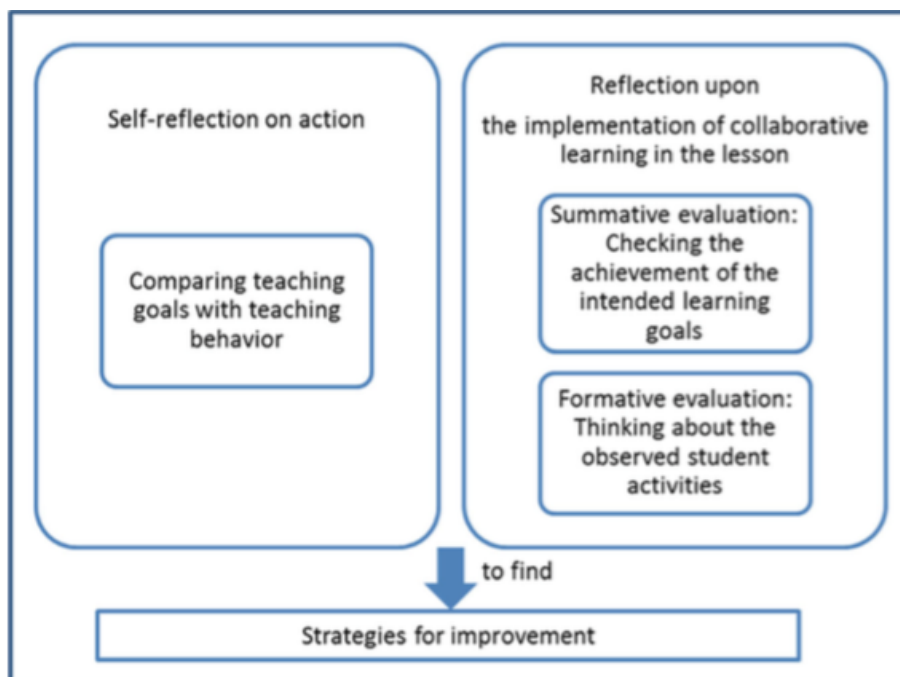 Self-reflection on action
Comparing teaching
goals with teaching
behavior
Reflection upon
the implementation of collaborative
learning in the lesson
Summative evaluation:
Checking the
achievement of the
intended learning
goals
Formative evaluation:
Thinking about the
observed student
activities
to find
Strategies for improvement